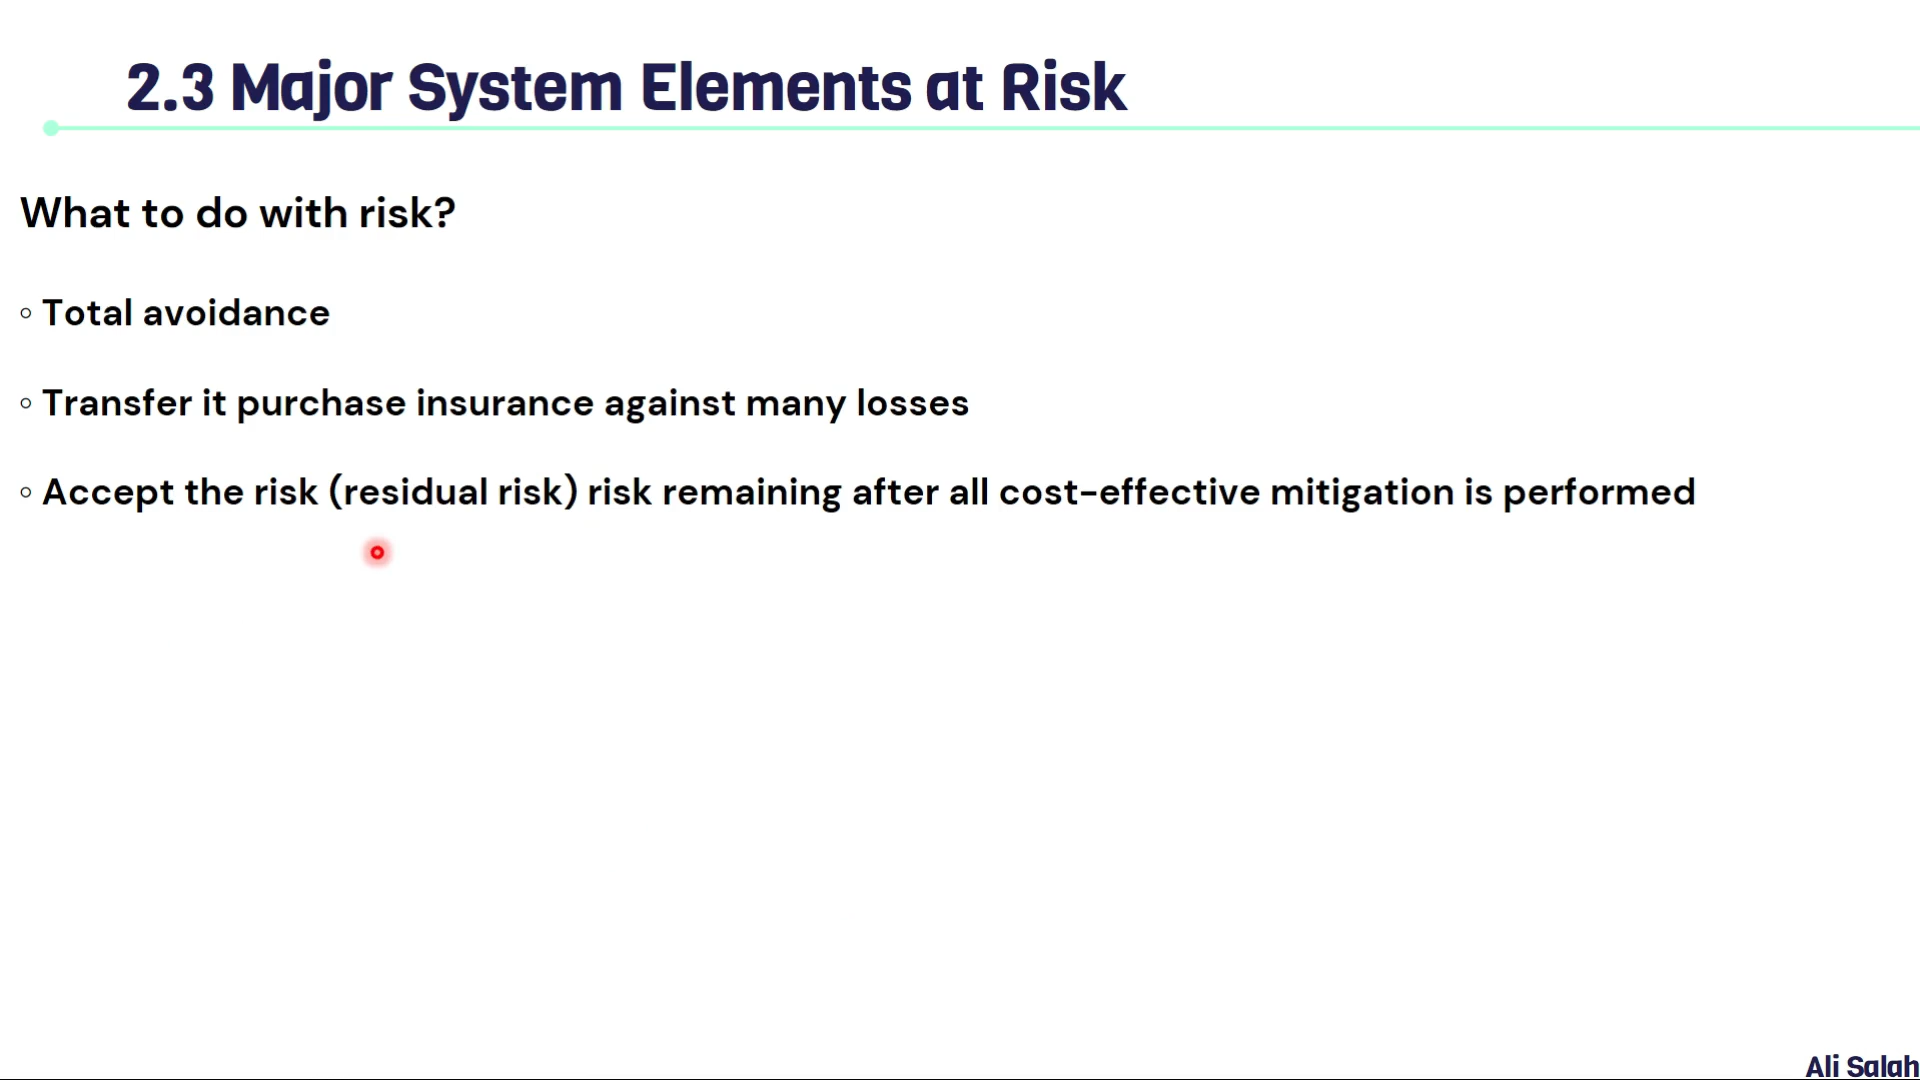 2.3 Major System Elements at Risk
What to do with risk?
◦ Total avoidance
◦ Transfer it purchase insurance against many losses
◦ Accept the risk (residual risk) risk remaining after all cost-effective mitigation is performed
Ali Salah